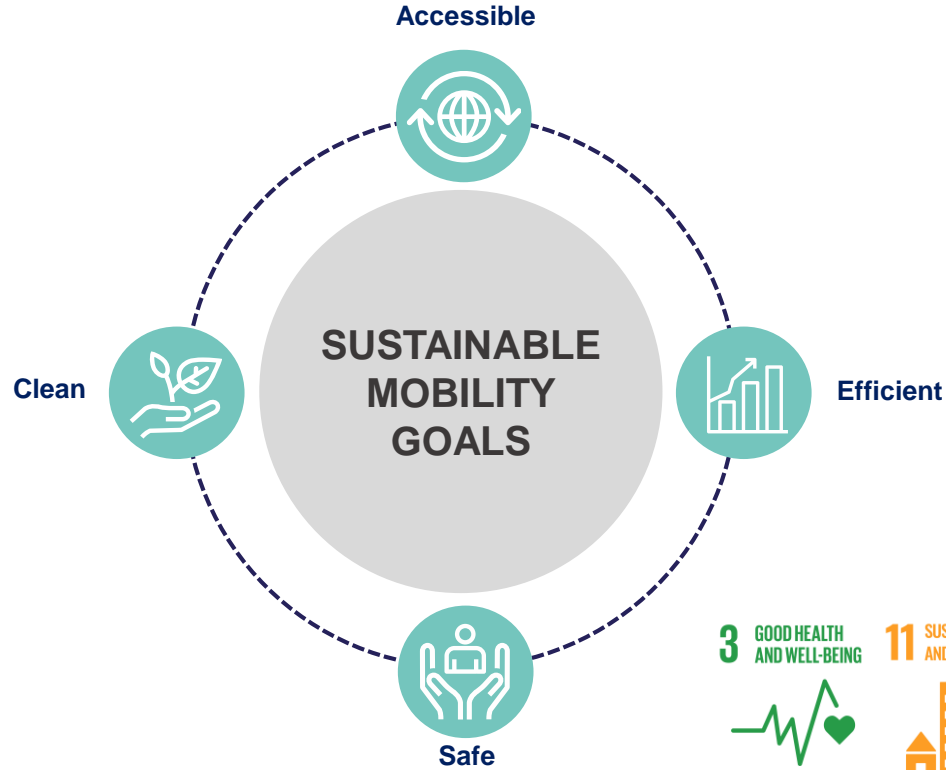 Accessible
SUSTAINABLE
MOBILITY
GOALS
Clean
Efficient
3 GOOD HEALTH
AND WELL-BEING
11
Safe